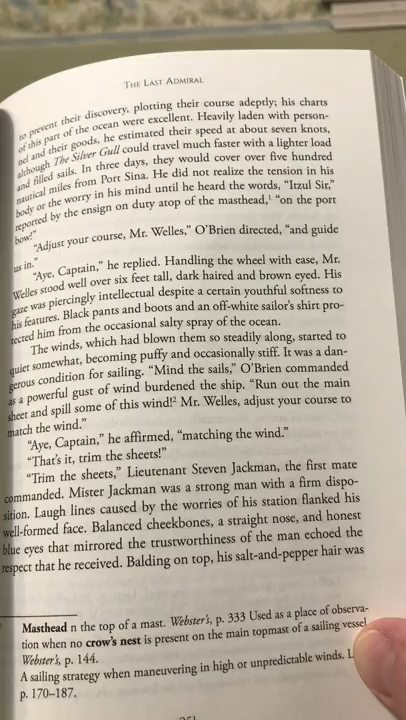 THE LAST ADMIRAL
to prevent their discovery, plotting their course adeptly; his charts
of this part of the ocean were excellent. Heavily laden with person-
nel and their goods, he estimated their speed at about seven knots,
although The Silver Gull could travel much faster with a lighter load
and filled sails. In three days, they would cover over five hundred
nautical miles from Port Sina. He did not realize the tension in his
body or the worry in his mind until he heard the words, “Itzul Sir,”
reported by the ensign on duty atop of the masthead,¹ “on the port
bow!”
“Adjust your course, Mr. Welles,” O’Brien directed, “and guide
us in.”
“Aye, Captain,” he replied. Handling the wheel with ease, Mr.
Welles stood well over six feet tall, dark haired and brown eyed. His
gaze was piercingly intellectual despite a certain youthful softness to
his features. Black pants and boots and an off-white sailor’s shirt pro-
tected him from the occasional salty spray of the ocean.
The winds, which had blown them so steadily along, started to
quiet somewhat, becoming puffy and occasionally stiff. It was a dan-
gerous condition for sailing. “Mind the sails,” O’Brien commanded
as a powerful gust of wind burdened the ship. “Run out the main
sheet and spill some of this wind!² Mr. Welles, adjust your course to
match the wind.”
“Aye, Captain,” he affirmed, “matching the wind.”
“That’s it, trim the sheets!”
“Trim the sheets,” Lieutenant Steven Jackman, the first mate
commanded. Mister Jackman was a strong man with a firm dispo-
sition. Laugh lines caused by the worries of his station flanked his
well-formed face. Balanced cheekbones, a straight nose, and honest
blue eyes that mirrored the trustworthiness of the man echoed the
respect that he received. Balding on top, his salt-and-pepper hair was
Masthead n the top of a mast. Webster’s, p. 333 Used as a place of observa-
tion when no crow’s nest is present on the main topmast of a sailing vessel
Webster’s, p. 144.
A sailing strategy when maneuvering in high or unpredictable winds.
p. 170–187.